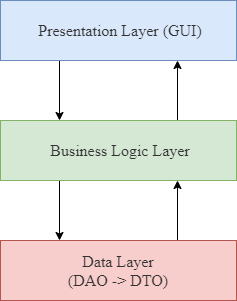 Presentation Layer (GUI)
Business Logic Layer
Data Layer
(DAO -> DTO)